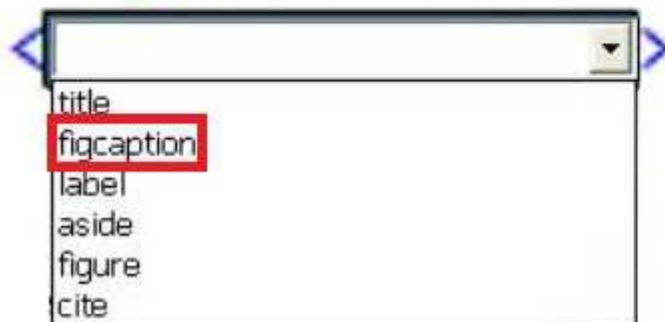 <
>
title
figcaption
label
aside
figure
cite